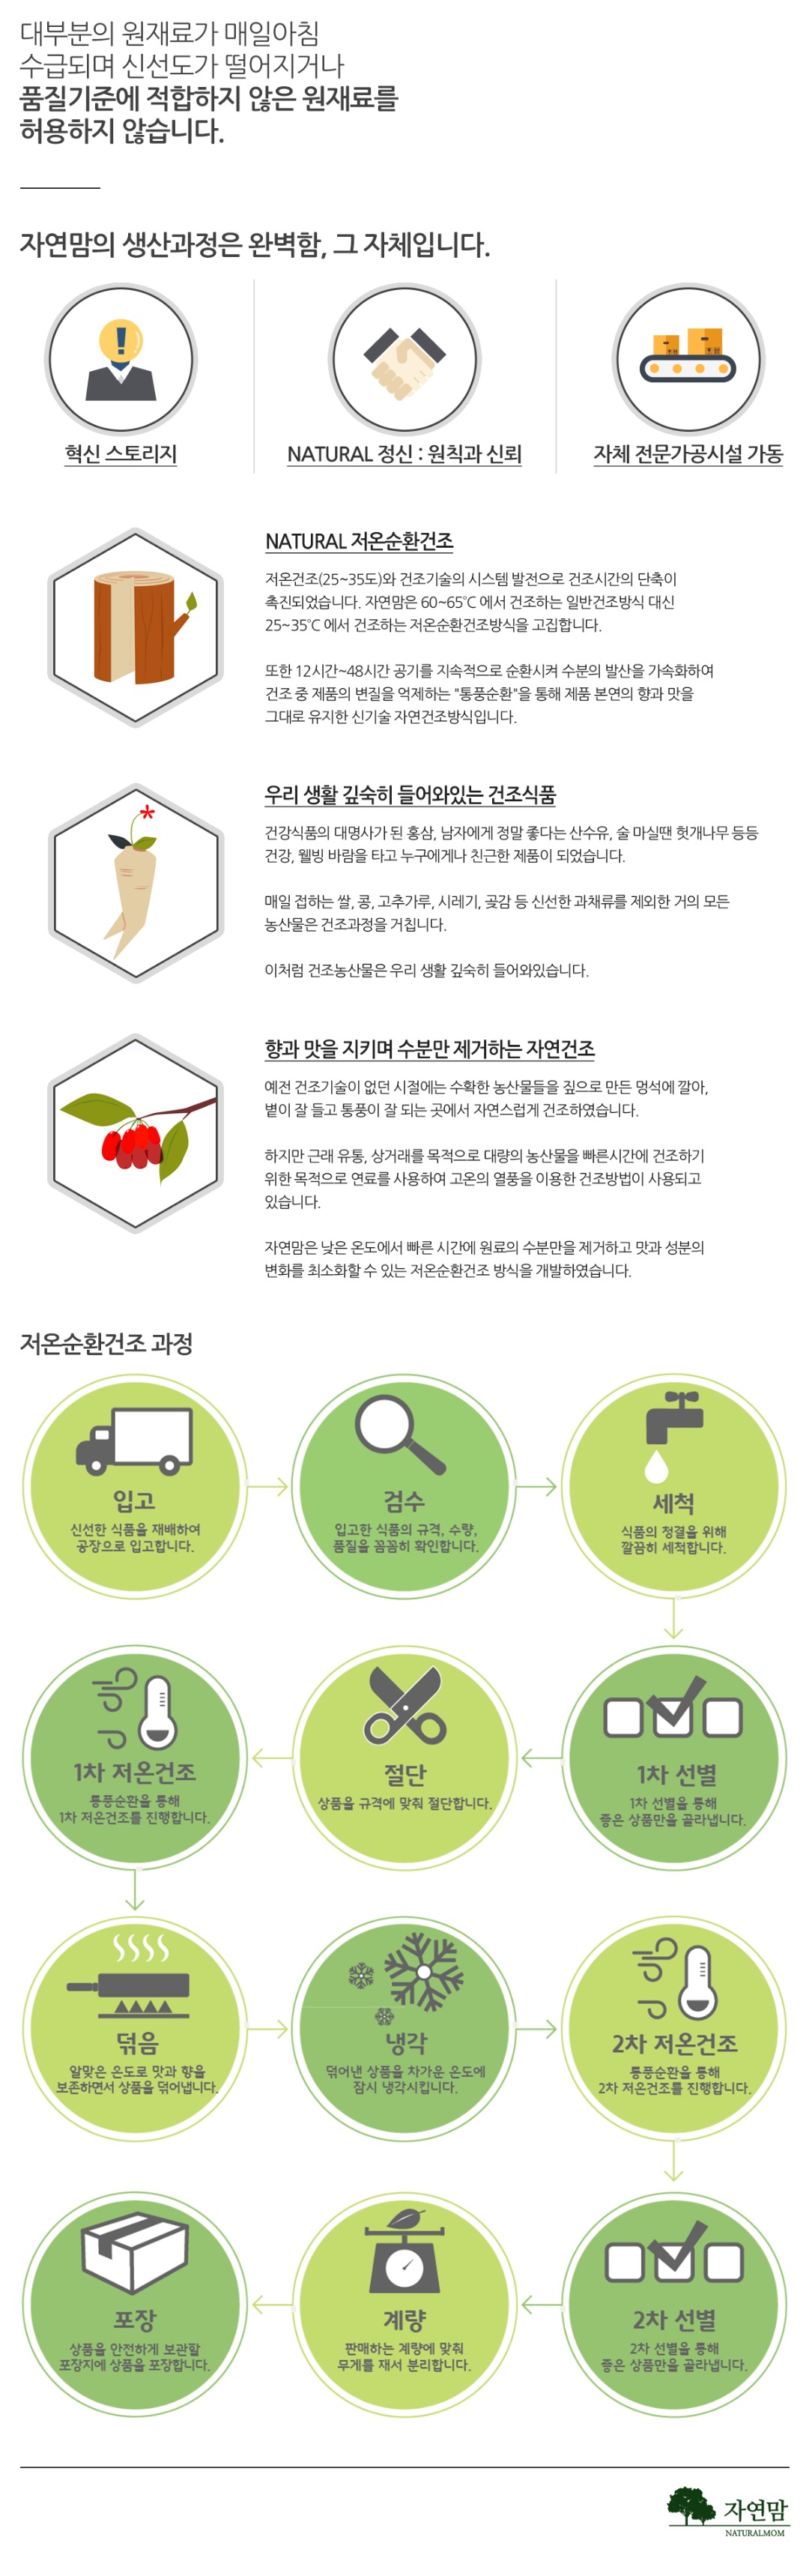 대부분의 원재료가 매일아침
수급되며 신선도가 떨어지거나
품질기준에 적합하지 않은 원재료를
허용하지 않습니다.
자연맘의 생산과정은 완벽함, 그 자체입니다.
혁신 스토리지
NATURAL 정신 : 원칙과 신뢰
자체 전문가공시설 가동
NATURAL 저온순환건조
저온건조(25~35도)와 건조기술의 시스템 발전으로 건조시간의 단축이
촉진되었습니다. 자연맘은 60~65℃ 에서 건조하는 일반건조방식 대신
25~35℃ 에서 건조하는 저온순환건조방식을 고집합니다.
또한 12시간~48시간 공기를 지속적으로 순환시켜 수분의 발산을 가속화하여
건조 중 제품의 변질을 억제하는 "통풍순환"을 통해 제품 본연의 향과 맛을
그대로 유지한 신기술 자연건조방식입니다.
우리 생활 깊숙히 들어와있는 건조식품
건강식품의 대명사가 된 홍삼, 남자에게 정말 좋다는 산수유, 술 마실땐 헛개나무 등등
건강, 웰빙 바람을 타고 누구에게나 친근한 제품이 되었습니다.
매일 접하는 쌀, 콩, 고추가루, 시레기, 곶감 등 신선한 과채류를 제외한 거의 모든
농산물은 건조과정을 거칩니다.
이처럼 건조농산물은 우리 생활 깊숙히 들어와있습니다.
향과 맛을 지키며 수분만 제거하는 자연건조
예전 건조기술이 없던 시절에는 수확한 농산물들을 짚으로 만든 멍석에 깔아,
볕이 잘 들고 통풍이 잘 되는 곳에서 자연스럽게 건조하였습니다.
하지만 근래 유통, 상거래를 목적으로 대량의 농산물을 빠른시간에 건조하기
위한 목적으로 연료를 사용하여 고온의 열풍을 이용한 건조방법이 사용되고
있습니다.
자연맘은 낮은 온도에서 빠른 시간에 원료의 수분만을 제거하고 맛과 성분의
변화를 최소화할 수 있는 저온순환건조 방식을 개발하였습니다.
저온순환건조 과정
입고
신선한 식품을 재배하여
공장으로 입고합니다.
검수
입고한 식품의 규격, 수량,
품질을 꼼꼼히 확인합니다.
세척
식품의 청결을 위해
깔끔히 세척합니다.
1차 저온건조
통풍순환을 통해
1차 저온건조를 진행합니다.
절단
상품을 규격에 맞춰 절단합니다.
1차 선별
1차 선별을 통해
좋은 상품만을 골라냅니다.
덖음
알맞은 온도로 맛과 향을
보존하면서 상품을 덖어냅니다.
냉각
덖어낸 상품을 차가운 온도에
잠시 냉각시킵니다.
2차 저온건조
통풍순환을 통해
2차 저온건조를 진행합니다.
포장
상품을 안전하게 보관할
포장지에 상품을 포장합니다.
계량
판매하는 계량에 맞춰
무게를 재서 분리합니다.
2차 선별
2차 선별을 통해
좋은 상품만을 골라냅니다.
자연맘
NATURALMOM